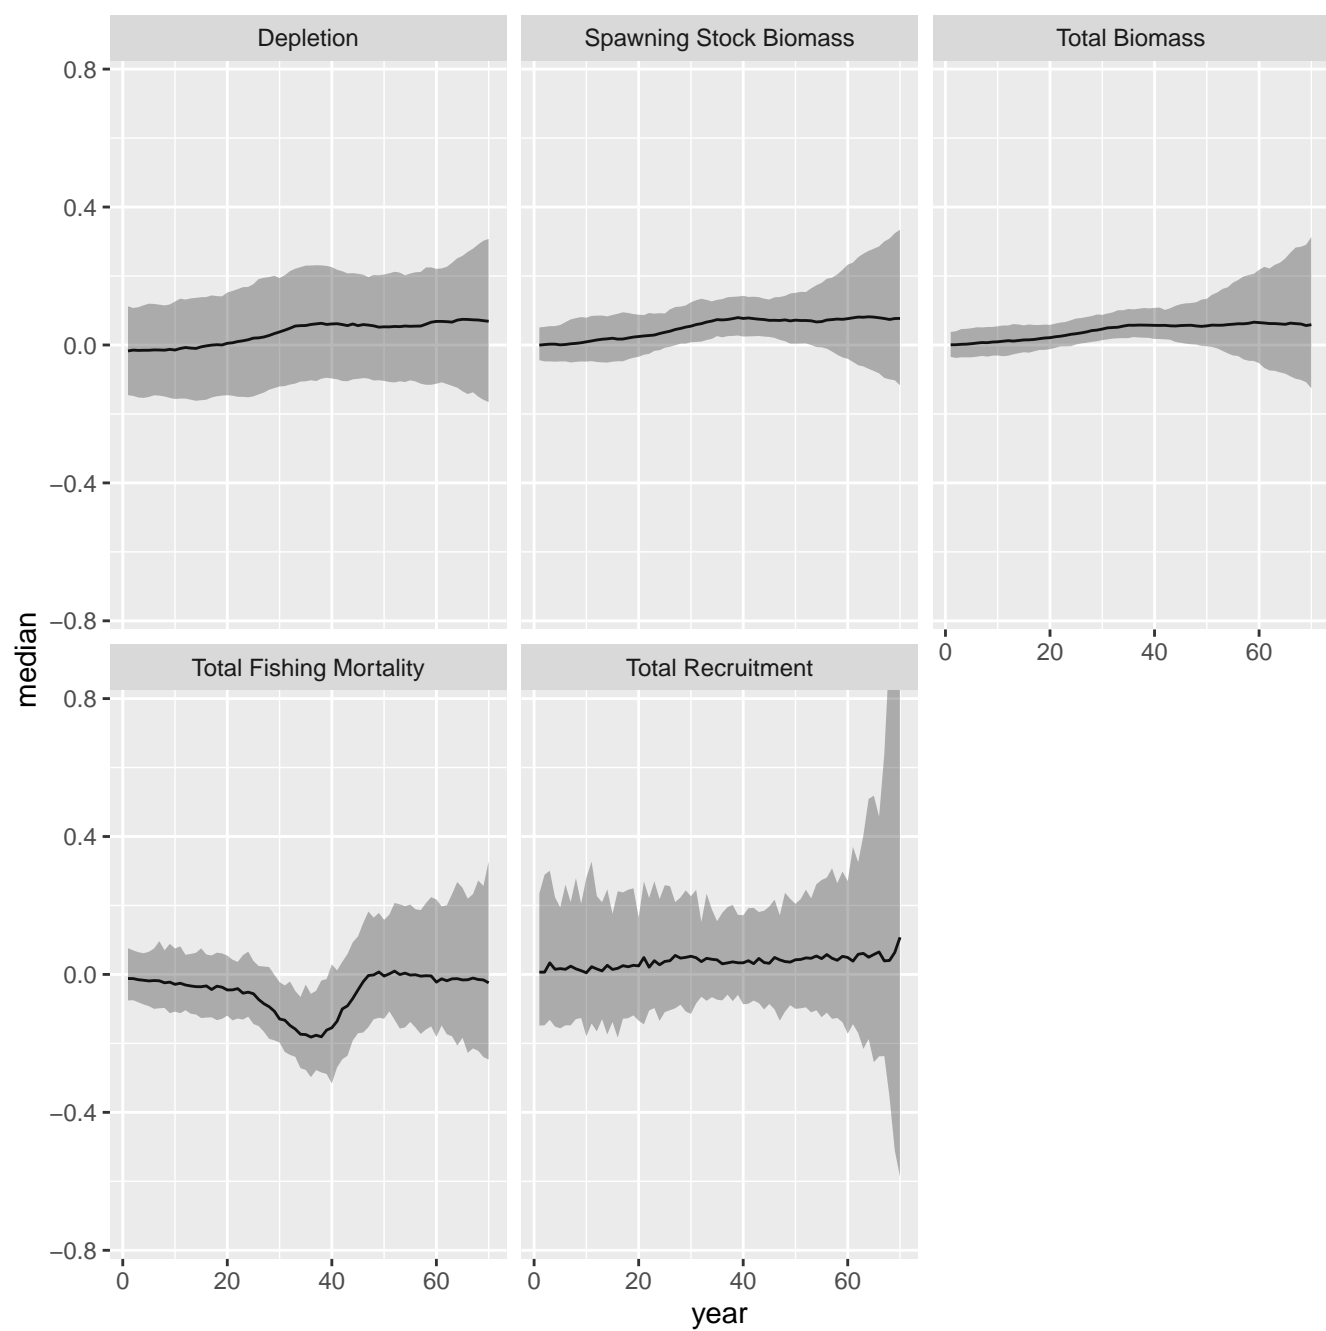 Depletion
Spawning Stock Biomass
Total Biomass
0.8
0.4
0.0
−0.4
−0.8
0 20 40 60
Total Fishing Mortality
Total Recruitment
0.8
0.4
0.0
−0.4
−0.8
0 20 40 60
0 20 40 60
median
year